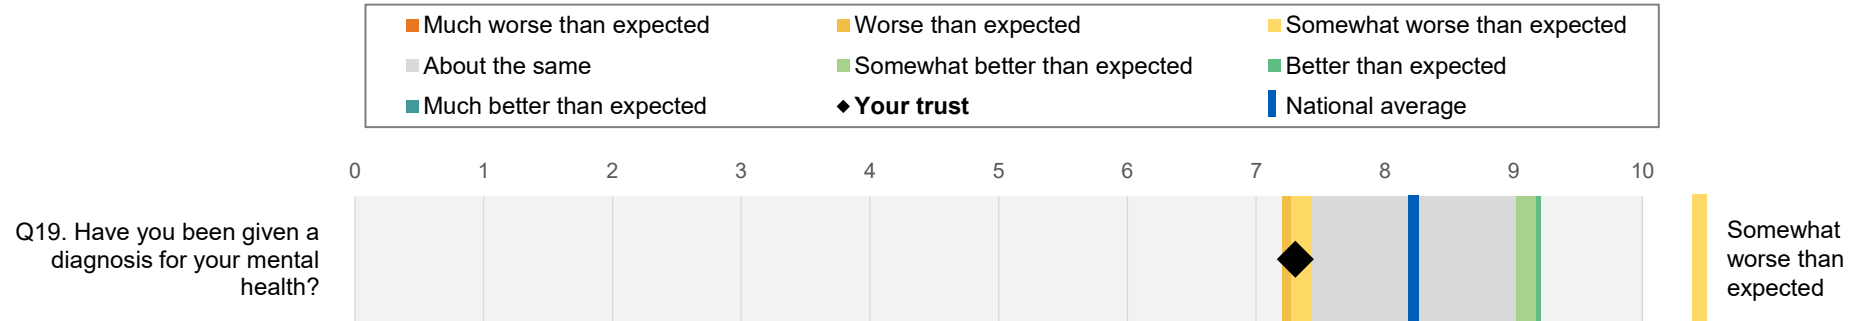 Much worse than expected
Worse than expected
Somewhat worse than expected
About the same
Somewhat better than expected
Better than expected
Much better than expected
Your trust
National average
0 1 2 3 4 5 6 7 8 9 10
Q19. Have you been given a
diagnosis for your mental
health?
Somewhat
worse than
expected